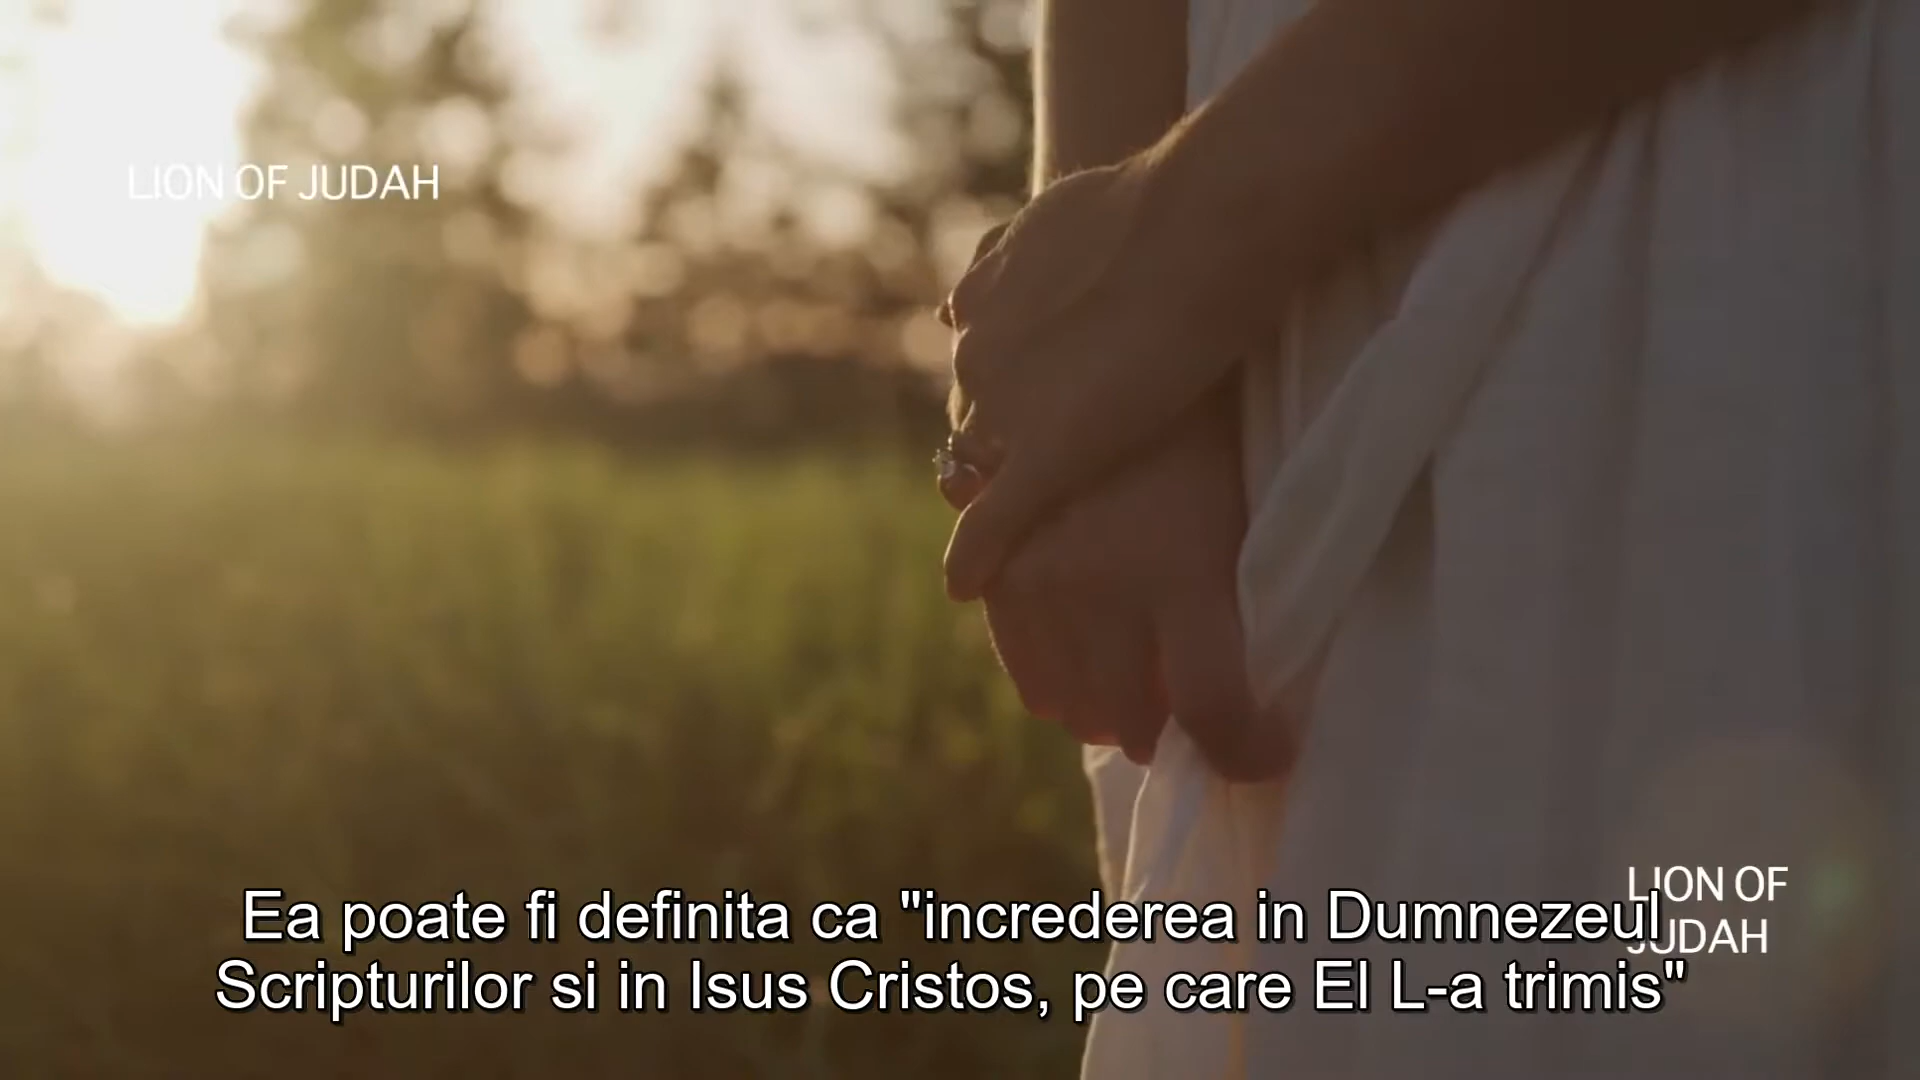 LION OF JUDAH
LION OF
JUDAH
Ea poate fi definita ca "increderea in Dumnezeul
Scripturilor si in Isus Cristos, pe care El L-a trimis"